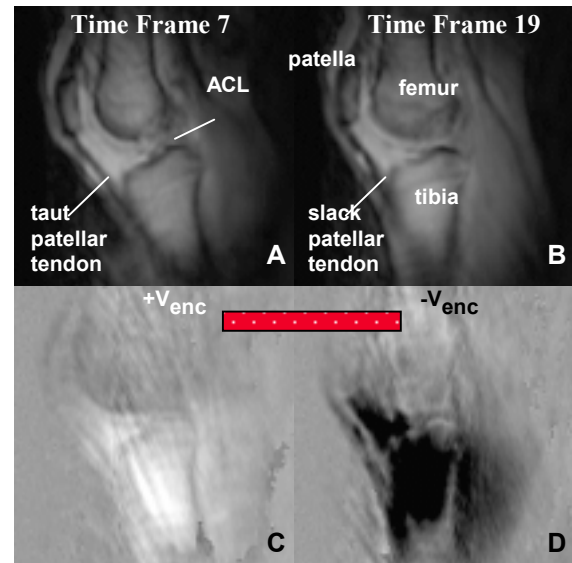 Time Frame 7
Time Frame 19
ACL
patella
femur
taut
patellar
tendon
A
slack
patellar
tendon
tibia
B
+Venc
-Venc
C
D